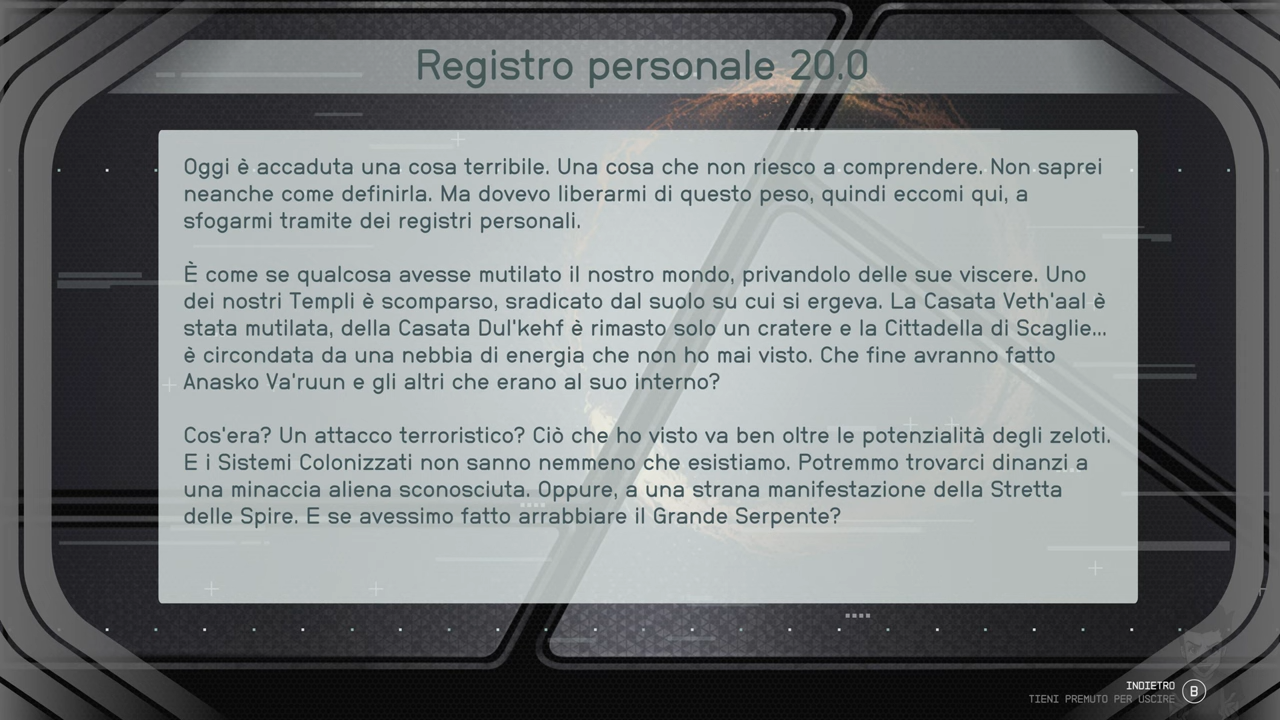 Registro personale 20.0
Oggi è accaduta una cosa terribile. Una cosa che non riesco a comprendere. Non saprei
neanche come definirla. Ma dovevo liberarmi di questo peso, quindi eccomi qui, a
sfogarmi tramite dei registri personali.
È come se qualcosa avesse mutilato il nostro mondo, privandolo delle sue viscere. Uno
dei nostri Templi è scomparso, sradicato dal suolo su cui si ergeva. La Casata Veth'aal è
stata mutilata, della Casata Dul'kehf è rimasto solo un cratere e la Cittadella di Scaglie...
è circondata da una nebbia di energia che non ho mai visto. Che fine avranno fatto
Anasko Va'ruun e gli altri che erano al suo interno?
Cos'era? Un attacco terroristico? Ciò che ho visto va ben oltre le potenzialità degli zeloti.
E i Sistemi Colonizzati non sanno nemmeno che esistiamo. Potremmo trovarci dinanzi a
una minaccia aliena sconosciuta. Oppure, a una strana manifestazione della Stretta
delle Spire. E se avessimo fatto arrabbiare il Grande Serpente?
INDIETRO
TIENI PREMUTO PER USCIRE
B